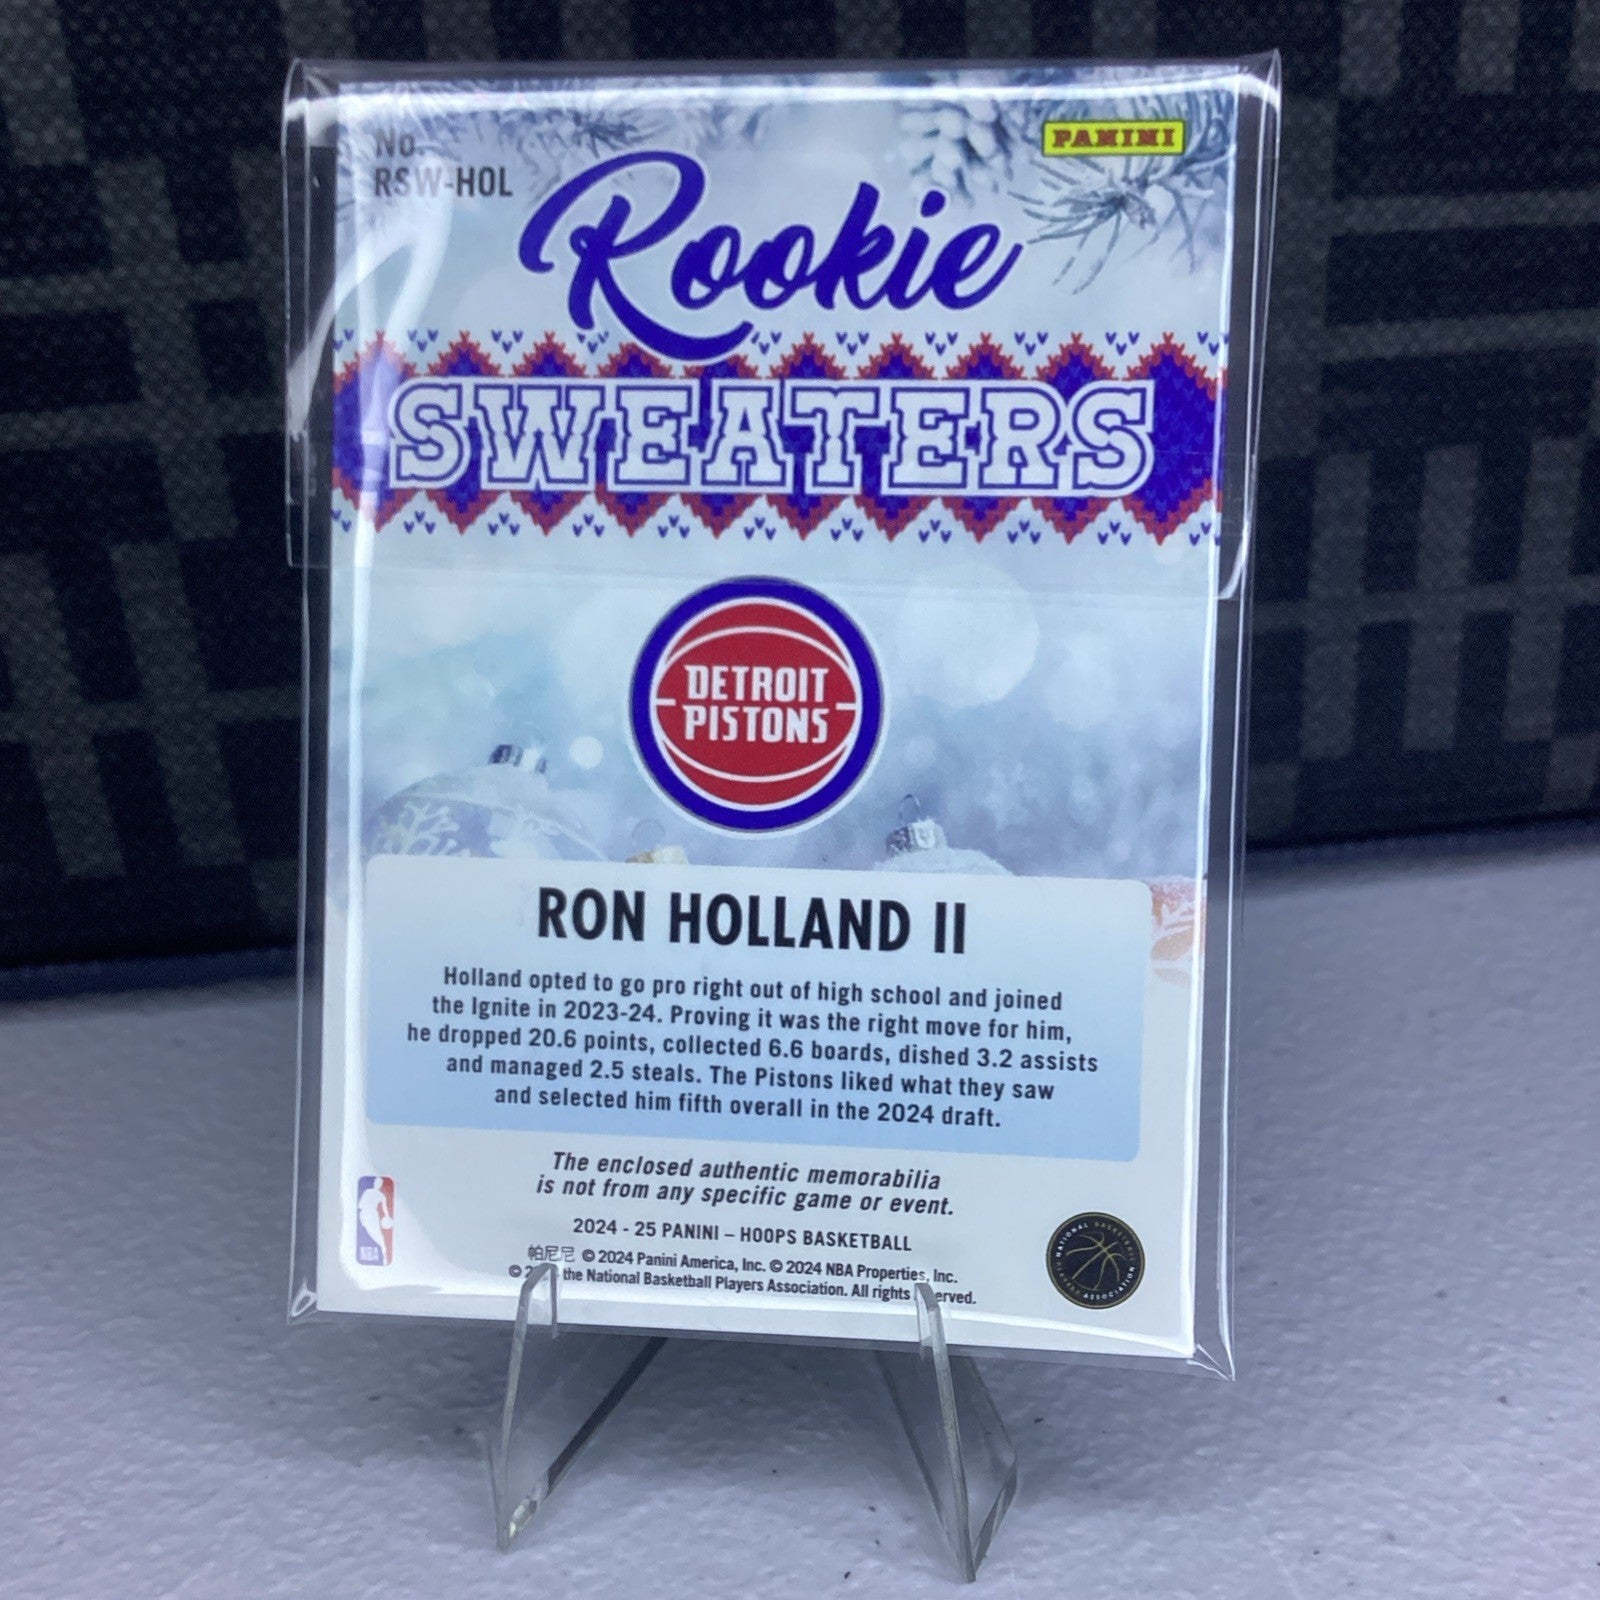 No.
RSW-HOL
PANINI
Rookie
SWEATERS
DETROIT
PISTONS
RON HOLLAND II
Holland opted to go pro right out of high school and joined
the Ignite in 2023-24. Proving it was the right move for him,
he dropped 20.6 points, collected 6.6 boards, dished 3.2 assists
and managed 2.5 steals. The Pistons liked what they saw
and selected him fifth overall in the 2024 draft.
The enclosed authentic memorabilia
is not from any specific game or event.
2024 - 25 PANINI – HOOPS BASKETBALL
帕尼尼 © 2024 Panini America, Inc. © 2024 NBA Properties, Inc.
© the National Basketball Players Association. All rights
NBA
NATIONAL BASKETBALL
PLAYERS ASSOCIATION